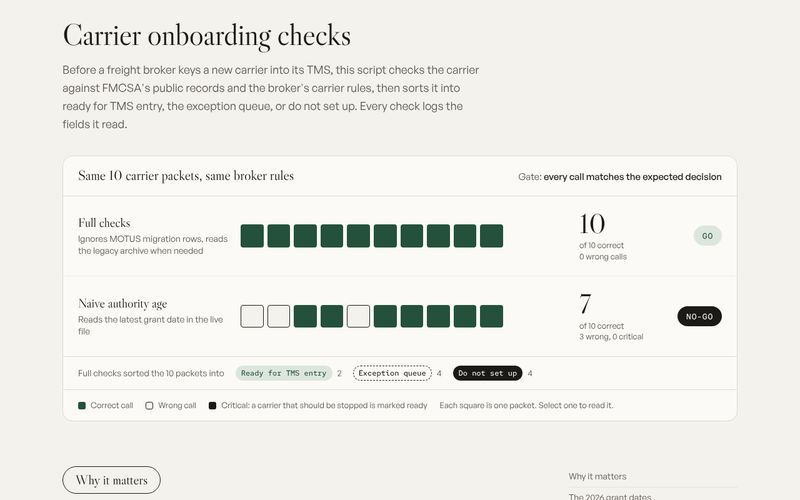 Carrier onboarding checks
Before a freight broker keys a new carrier into its TMS, this script checks the carrier
against FMCSA's public records and the broker's carrier rules, then sorts it into
ready for TMS entry, the exception queue, or do not set up. Every check logs the
fields it read.
Same 10 carrier packets, same broker rules
Gate: every call matches the expected decision
Full checks
Ignores MOTUS migration rows, reads
the legacy archive when needed
10
of 10 correct
0 wrong calls
GO
Naive authority age
Reads the latest grant date in the live
file
7
of 10 correct
3 wrong, 0 critical
NO-GO
Full checks sorted the 10 packets into Ready for TMS entry 2 Exception queue 4 Do not set up 4
Correct call Wrong call Critical: a carrier that should be stopped is marked ready Each square is one packet. Select one to read it.
Why it matters
Why it matters
The 2026 grant dates